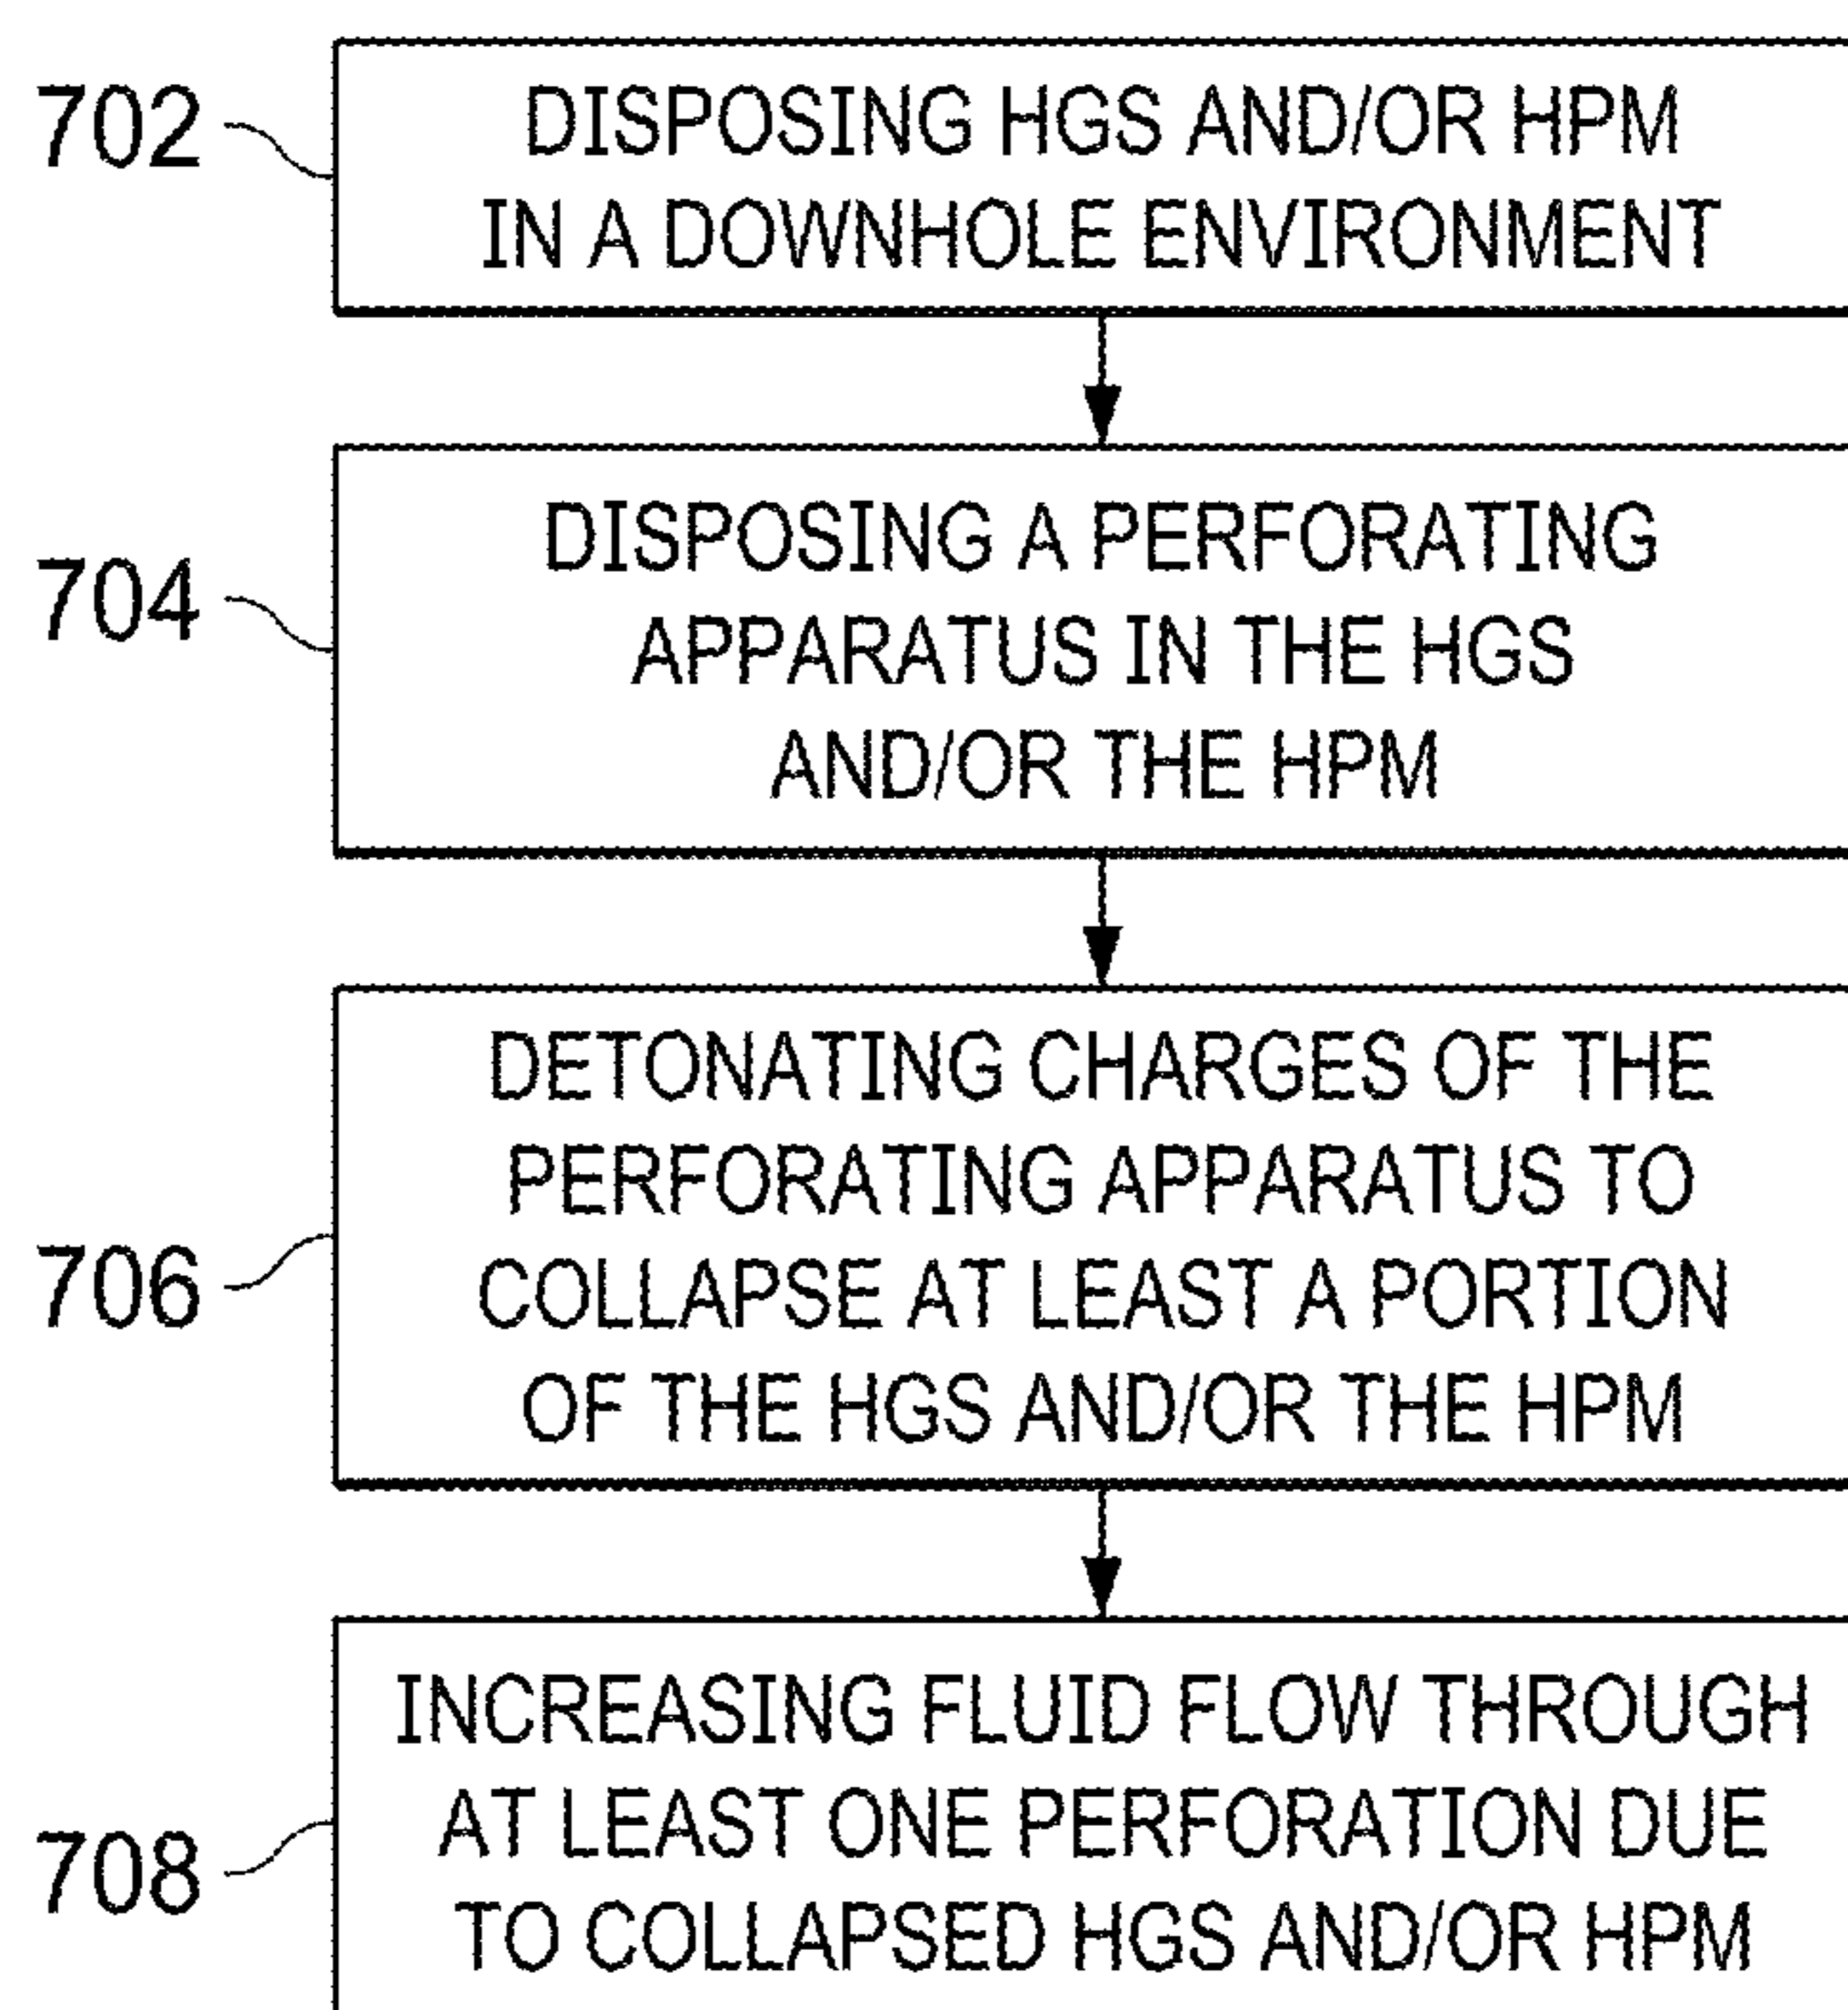 702
DISPOSING HGS AND/OR HPM
IN A DOWNHOLE ENVIRONMENT
704
DISPOSING A PERFORATING
APPARATUS IN THE HGS
AND/OR THE HPM
706
DETONATING CHARGES OF THE
PERFORATING APPARATUS TO
COLLAPSE AT LEAST A PORTION
OF THE HGS AND/OR THE HPM
708
INCREASING FLUID FLOW THROUGH
AT LEAST ONE PERFORATION DUE
TO COLLAPSED HGS AND/OR HPM